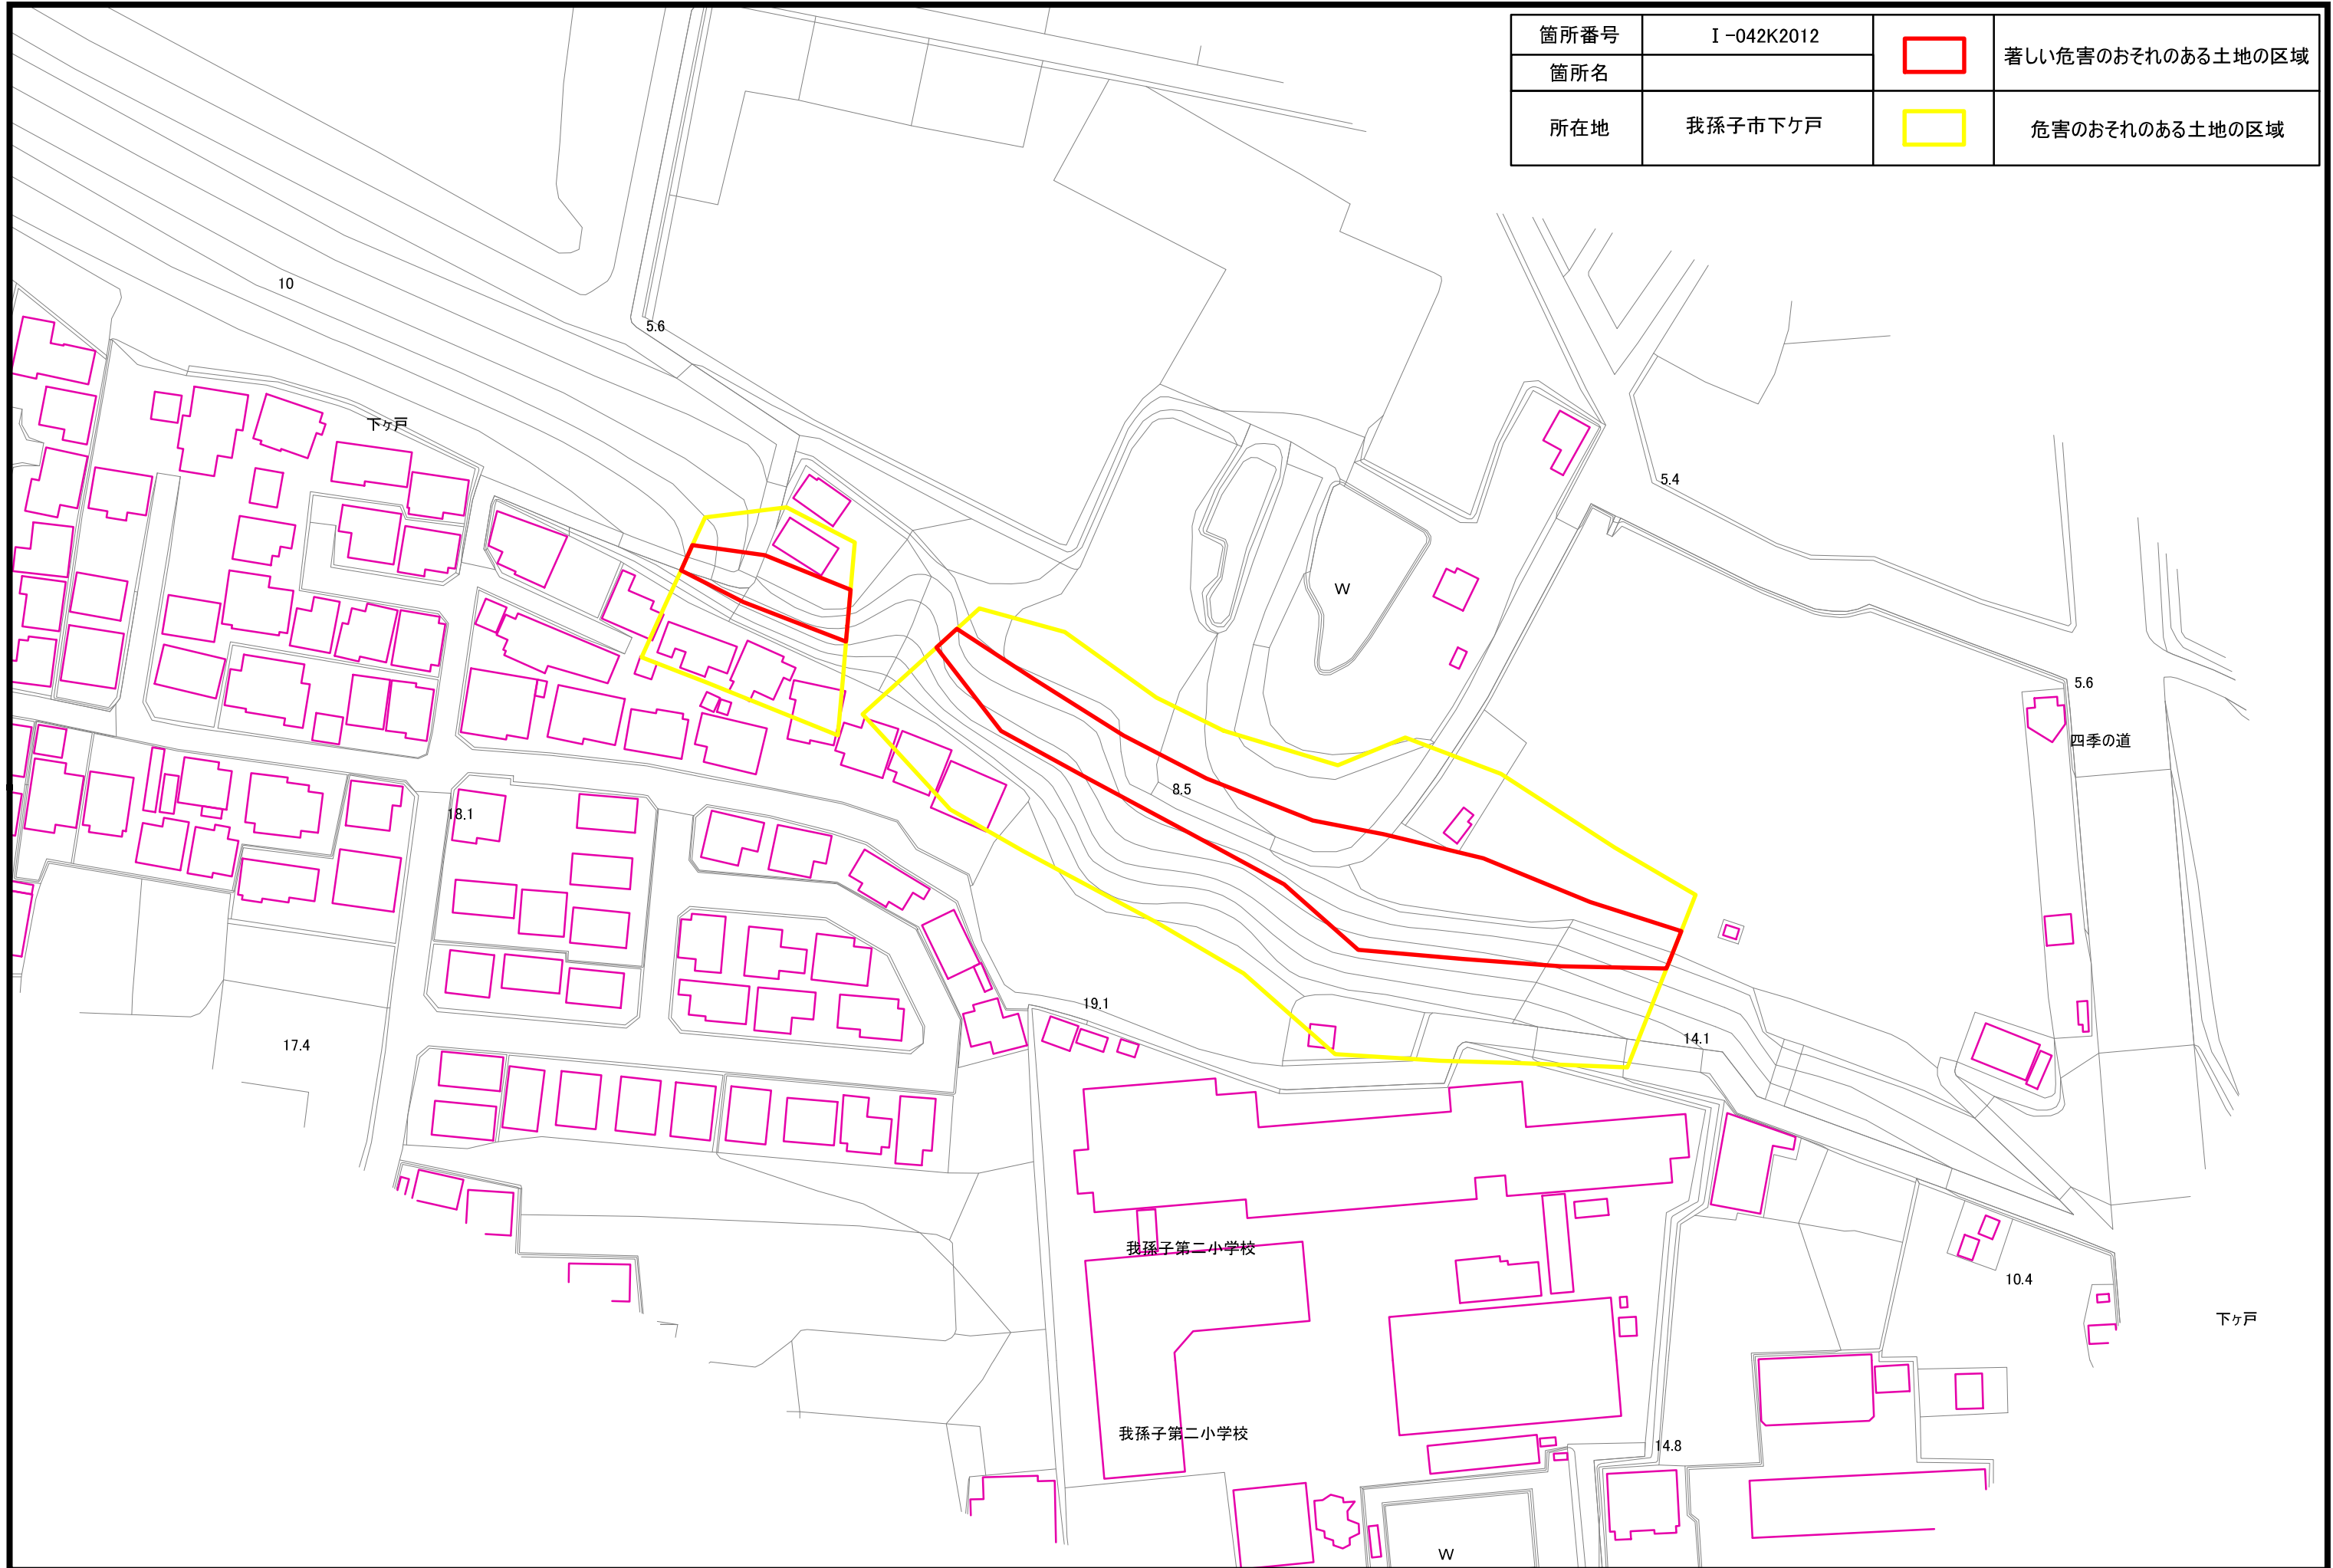 箇所番号 Ⅰ-042K2012
著しい危害のおそれのある土地の区域
箇所名
所在地 我孫子市下ケ戸
危害のおそれのある土地の区域
10
5.6
下ヶ戸
5.4
W
5.6
四季の道
8.5
18.1
19.1
14.1
17.4
我孫子第二小学校
10.4
下ヶ戸
我孫子第二小学校
14.8
W